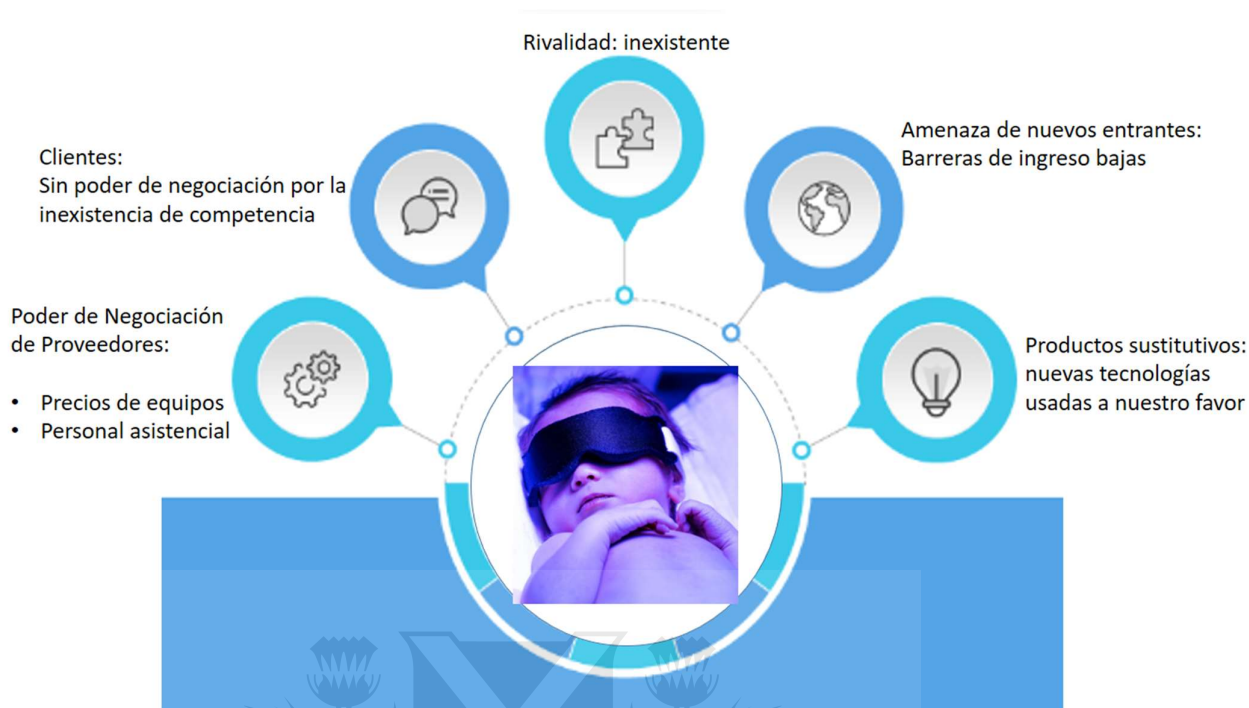 Rivalidad: inexistente
Clientes:
Sin poder de negociación por la
inexistencia de competencia
Amenaza de nuevos entrantes:
Barreras de ingreso bajas
Poder de Negociación
de Proveedores:
• Precios de equipos
• Personal asistencial
Productos sustitutivos:
nuevas tecnologías
usadas a nuestro favor